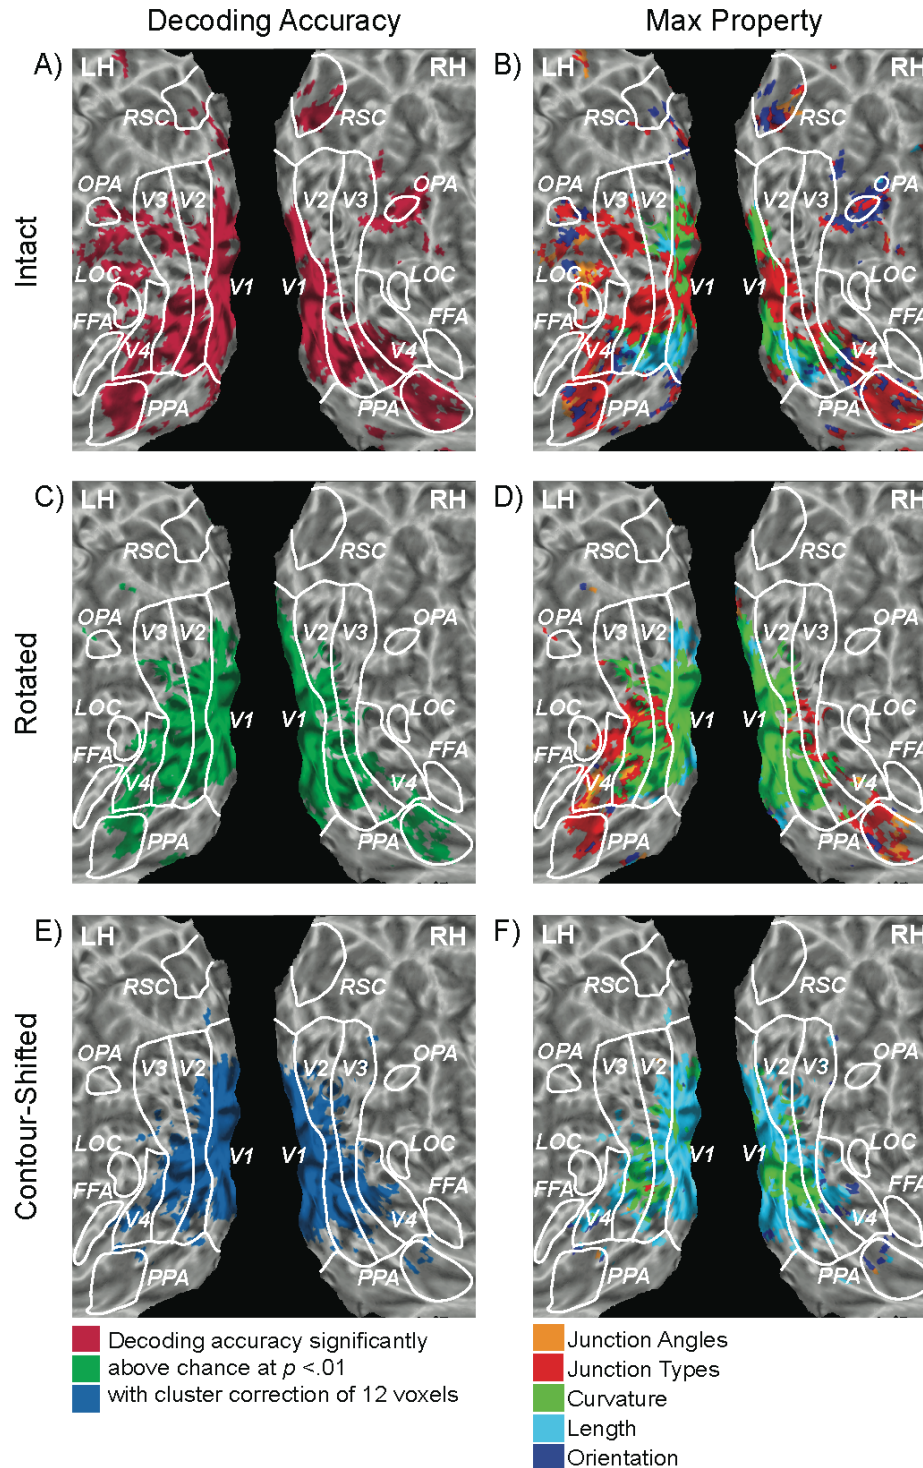 Decoding Accuracy
Max Property
A)
LH
RH
RSC
RSC
OPA
V3
V2
V2
V3
OPA
LOC
V1
V1
LOC
FFA
FFA
V4
V4
PPA
PPA
Intact
B)
LH
RH
RSC
RSC
OPA
V3
V2
V2
V3
OPA
LOC
V1
V1
LOC
FFA
FFA
V4
V4
PPA
PPA
C)
LH
RH
RSC
RSC
OPA
V3
V2
V2
V3
OPA
LOC
V1
V1
LOC
FFA
FFA
V4
V4
PPA
PPA
Rotated
D)
LH
RH
RSC
RSC
OPA
V3
V2
V2
V3
OPA
LOC
V1
V1
LOC
FFA
FFA
V4
V4
PPA
PPA
E)
LH
RH
RSC
RSC
OPA
V3
V2
V2
V3
OPA
LOC
V1
V1
LOC
FFA
FFA
V4
V4
PPA
PPA
Contour-Shifted
F)
LH
RH
RSC
RSC
OPA
V3
V2
V2
V3
OPA
LOC
V1
V1
LOC
FFA
FFA
V4
V4
PPA
PPA
Decoding accuracy significantly
above chance at p <.01
with cluster correction of 12 voxels
Junction Angles
Junction Types
Curvature
Length
Orientation